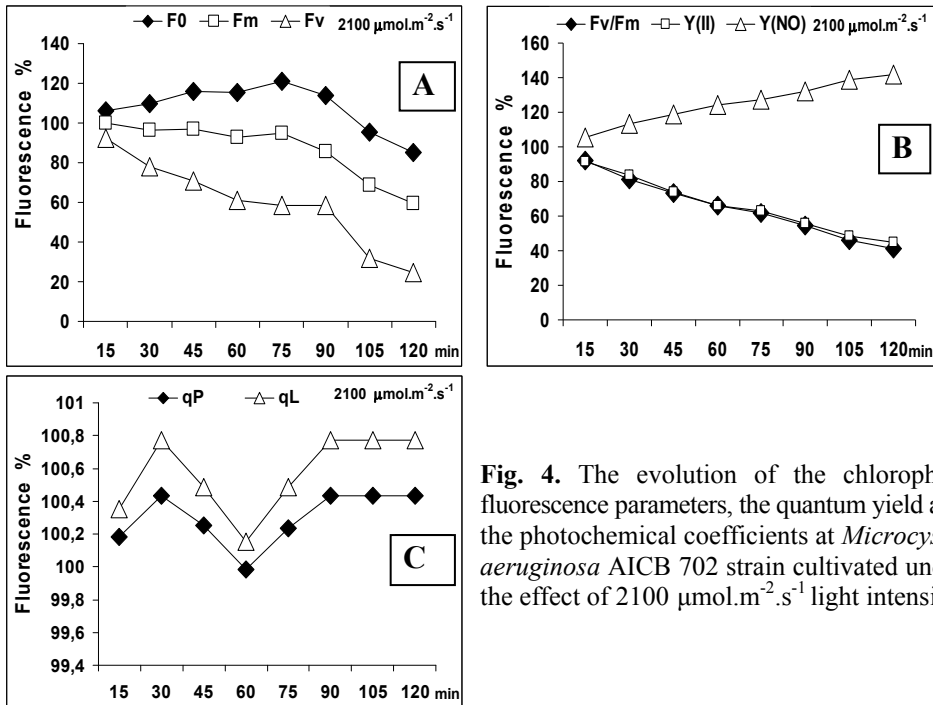 F0 Fm Fv 2100 µmol.m-2.s-1
140
120
100
80
60
40
20
0
Fluorescence %
A
15 30 45 60 75 90 105 120 min
Fv/Fm Y(II) Y(NO) 2100 µmol.m-2.s-1
160
140
120
100
80
60
40
20
0
Fluorescence %
B
15 30 45 60 75 90 105 120 min
qP qL 2100 µmol.m-2.s-1
101
100,8
100,6
100,4
100,2
100
99,8
99,6
99,4
Fluorescence %
C
15 30 45 60 75 90 105 120 min
Fig. 4. The evolution of the chloroph
fluorescence parameters, the quantum yield a
the photochemical coefficients at Microcys
aeruginosa AICB 702 strain cultivated un
the effect of 2100 µmol.m-2.s-1 light intensi